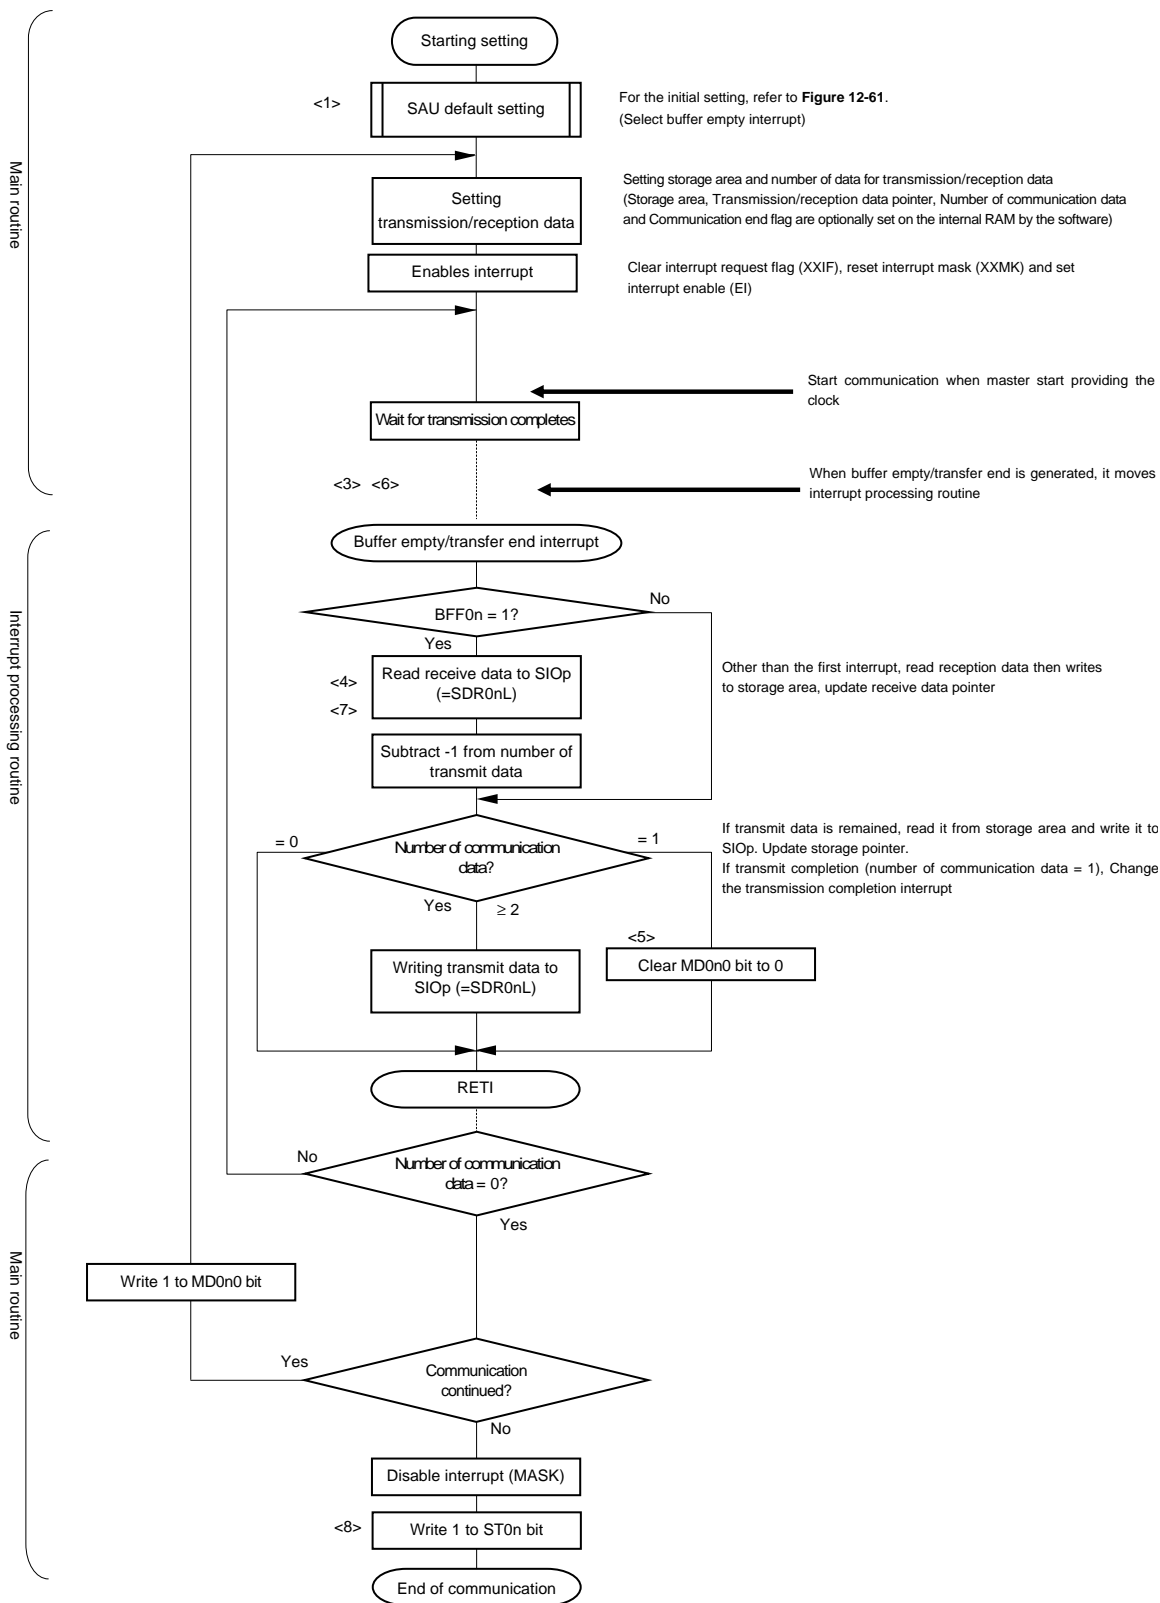 Starting setting
<1>
SAU default setting
For the initial setting, refer to Figure 12-61.
(Select buffer empty interrupt)
Main routine
Setting
transmission/reception data
Setting storage area and number of data for transmission/reception data
(Storage area, Transmission/reception data pointer, Number of communication data
and Communication end flag are optionally set on the internal RAM by the software)
Enables interrupt
Clear interrupt request flag (XXIF), reset interrupt mask (XXMK) and set
interrupt enable (EI)
Start communication when master start providing the
clock
Wait for transmission completes
<3> <6>
When buffer empty/transfer end is generated, it moves
interrupt processing routine
Buffer empty/transfer end interrupt
Interrupt processing routine
BFF0n = 1?
No
Yes
<4>
<7>
Read receive data to SIOp
(=SDR0nL)
Other than the first interrupt, read reception data then writes
to storage area, update receive data pointer
Subtract -1 from number of
transmit data
= 0
Number of communication
data?
= 1
If transmit data is remained, read it from storage area and write it to
SIOp. Update storage pointer.
If transmit completion (number of communication data = 1), Change
the transmission completion interrupt
Yes
≥ 2
<5>
Writing transmit data to
SIOp (=SDR0nL)
Clear MD0n0 bit to 0
RETI
No
Number of communication
data = 0?
Yes
Main routine
Write 1 to MD0n0 bit
Yes
Communication
continued?
No
Disable interrupt (MASK)
<8>
Write 1 to ST0n bit
End of communication